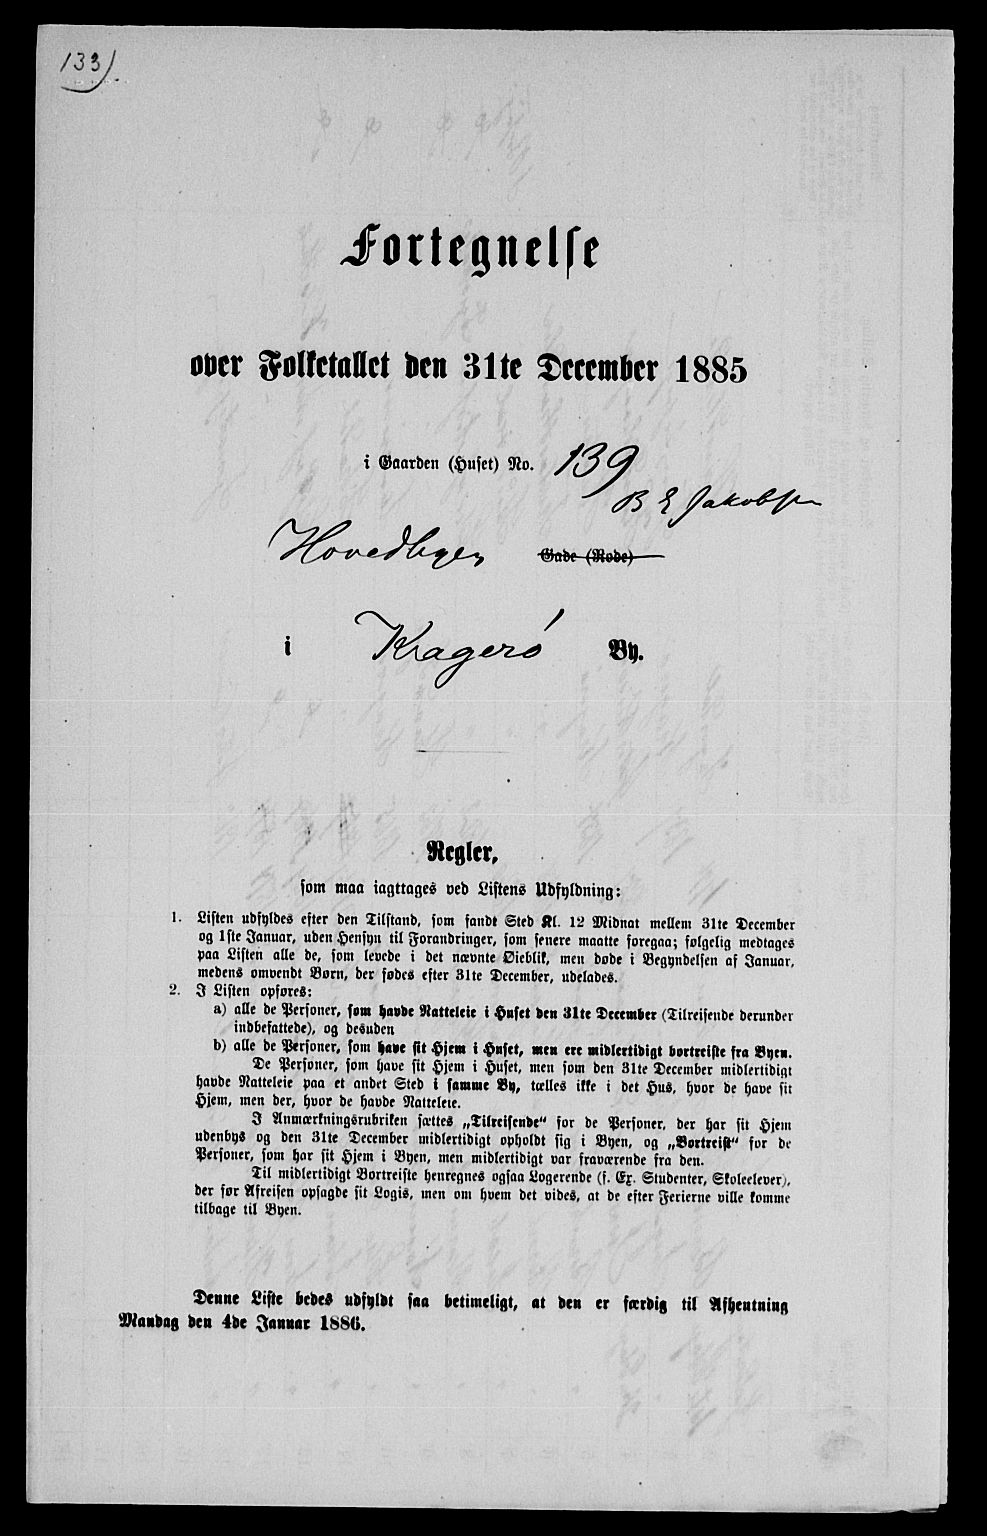 133)
Fortegnelse
over Folketallet den 31te December 1885
i Gaarden (Huset) No. 139
B E Jakobsen
Hovedbyen Gade (Rode)
i Kragerø By.
Regler,
som maa iagttages ved Listens Udfyldning:
1. Listen udfyldes efter den Tilstand, som fandt Sted Kl. 12 Midnat mellem 31te December
og 1ste Januar, uden Hensyn til Forandringer, som senere maatte foregaa; følgelig medtages
paa Listen alle de, som levede i det nævnte Øieblik, men døde i Begyndelsen af Januar,
medens omvendt Børn, der fødes efter 31te December, udelades.
2. I Listen opføres:
a) alle de Personer, som havde Natteleie i Huset den 31te December (Tilreisende derunder
indbefattede), og desuden
b) alle de Personer, som have sit Hjem i Huset, men ere midlertidigt bortreiste fra Byen.
De Personer, som have sit Hjem i Huset, men som den 31te December midlertidigt
havde Natteleie paa et andet Sted i samme By, tælles ikke i det Hus, hvor de have sit
Hjem, men der, hvor de havde Natteleie.
I Anmærkningsrubriken sættes „Tilreisende“ for de Personer, der har sit Hjem
udenbys og den 31te December midlertidigt opholdt sig i Byen, og „Bortreist“ for de
Personer, som har sit Hjem i Byen, men midlertidigt var fraværende fra den.
Til midlertidigt Bortreiste henregnes ogsaa Logerende (f. Ex. Studenter, Skoleelever),
der før Afreisen opsagde sit Logis, men om hvem det vides, at de efter Ferierne ville komme
tilbage til Byen.
Denne Liste bedes udfyldt saa betimeligt, at den er færdig til Afhentning
Mandag den 4de Januar 1886.